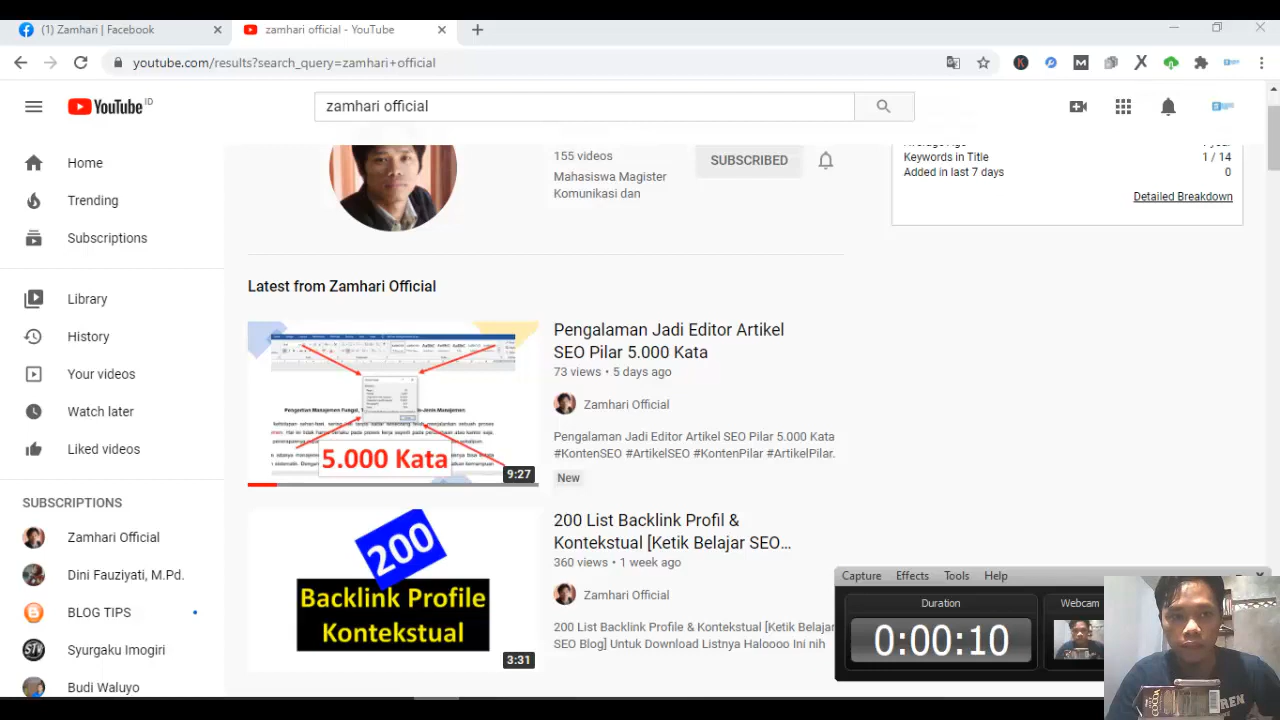 (1) Zamhari | Facebook
zamhari official - YouTube
youtube.com/results?search_query=zamhari+official
YouTube ID
zamhari official
Home
Trending
Subscriptions
Library
History
Your videos
Watch later
Liked videos
SUBSCRIPTIONS
Zamhari Official
Dini Fauziyati, M.Pd.
BLOG TIPS
Syurgaku Imogiri
Budi Waluyo
155 videos
Mahasiswa Magister
Komunikasi dan
SUBSCRIBED
Keywords in Title 1 / 14
Added in last 7 days 0
Detailed Breakdown
Latest from Zamhari Official
5.000 Kata
9:27
Pengalaman Jadi Editor Artikel
SEO Pilar 5.000 Kata
73 views • 5 days ago
Zamhari Official
Pengalaman Jadi Editor Artikel SEO Pilar 5.000 Kata
#KontenSEO #ArtikelSEO #KontenPilar #ArtikelPilar.
New
200
Backlink Profile
Kontekstual
3:31
200 List Backlink Profil &
Kontekstual [Ketik Belajar SEO...
360 views • 1 week ago
Zamhari Official
200 List Backlink Profile & Kontekstual [Ketik Belajar
SEO Blog] Untuk Download Listnya Haloooo Ini nih
Capture Effects Tools Help
Duration
0:00:10
Webcam